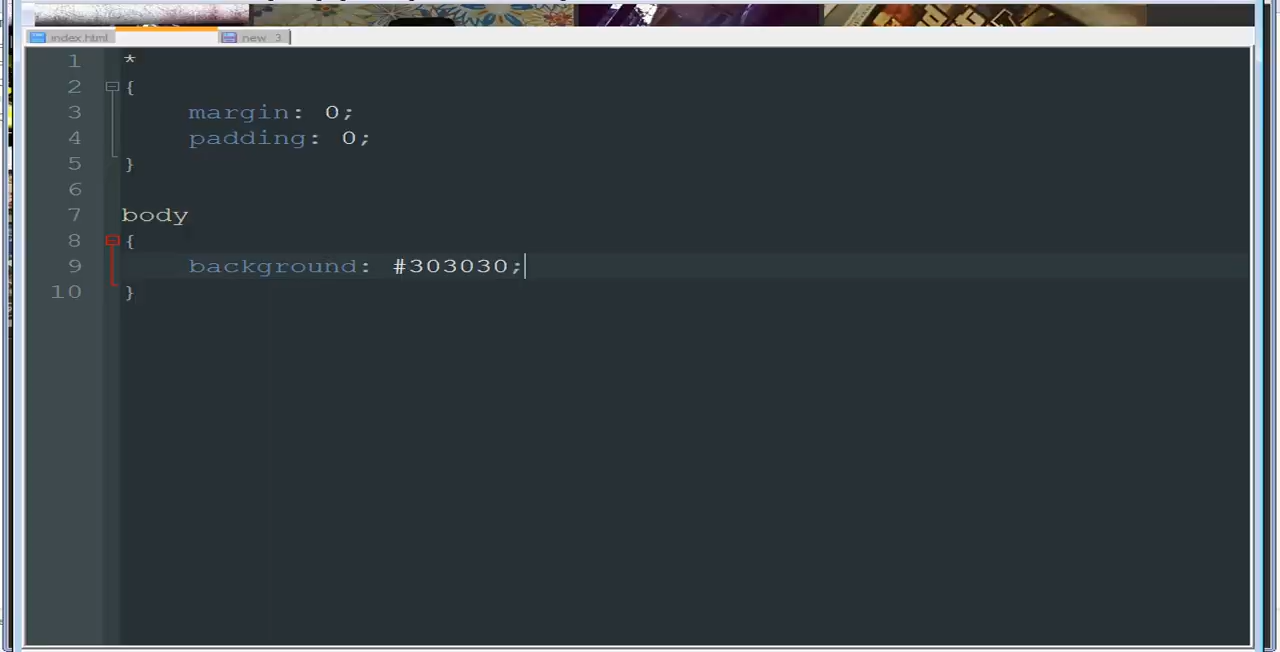 index.html new 3
1 *
2 {
3 margin: 0;
4 padding: 0;
5 }
6
7 body
8 {
9 background: #303030;
10 }